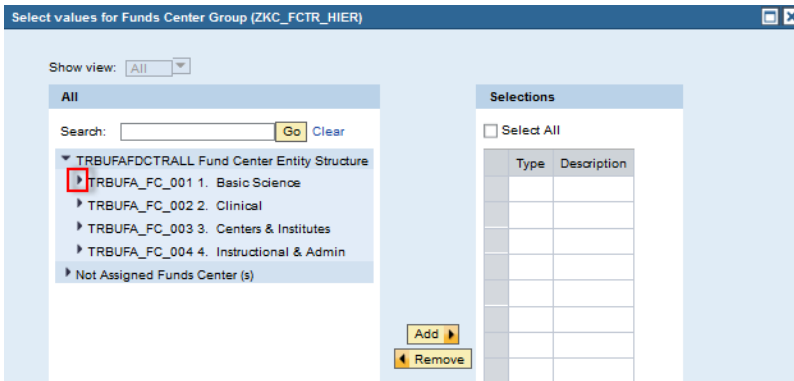 Select values for Funds Center Group (ZKC_FCTR_HIER)
Show view: All
All
Search: Go Clear
TRBUFAFDCTRALL Fund Center Entity Structure
TRBUFA_FC_001 1. Basic Science
TRBUFA_FC_002 2. Clinical
TRBUFA_FC_003 3. Centers & Institutes
TRBUFA_FC_004 4. Instructional & Admin
Not Assigned Funds Center (s)
Add
Remove
Selections
Select All
Type Description